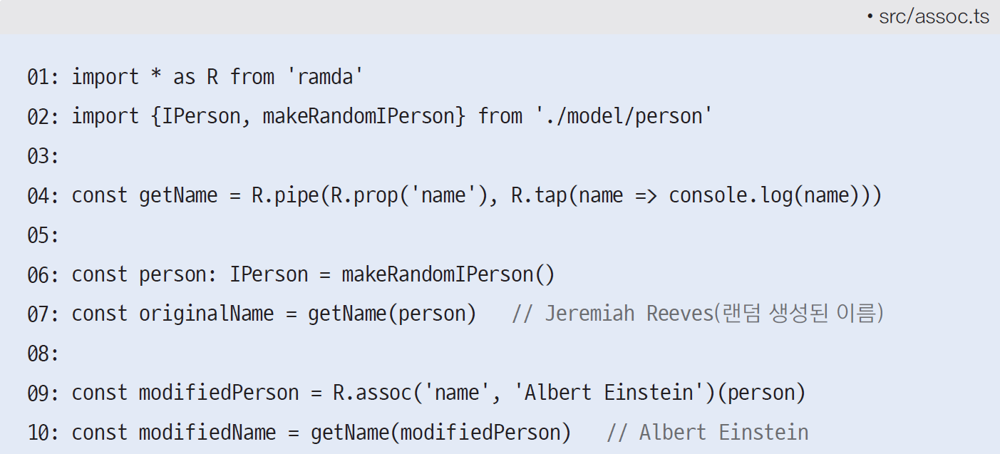 • src/assoc.ts
01: import * as R from 'ramda'
02: import {IPerson, makeRandomIPerson} from './model/person'
03:
04: const getName = R.pipe(R.prop('name'), R.tap(name => console.log(name)))
05:
06: const person: IPerson = makeRandomIPerson()
07: const originalName = getName(person)   // Jeremiah Reeves(랜덤 생성된 이름)
08:
09: const modifiedPerson = R.assoc('name', 'Albert Einstein')(person)
10: const modifiedName = getName(modifiedPerson)   // Albert Einstein